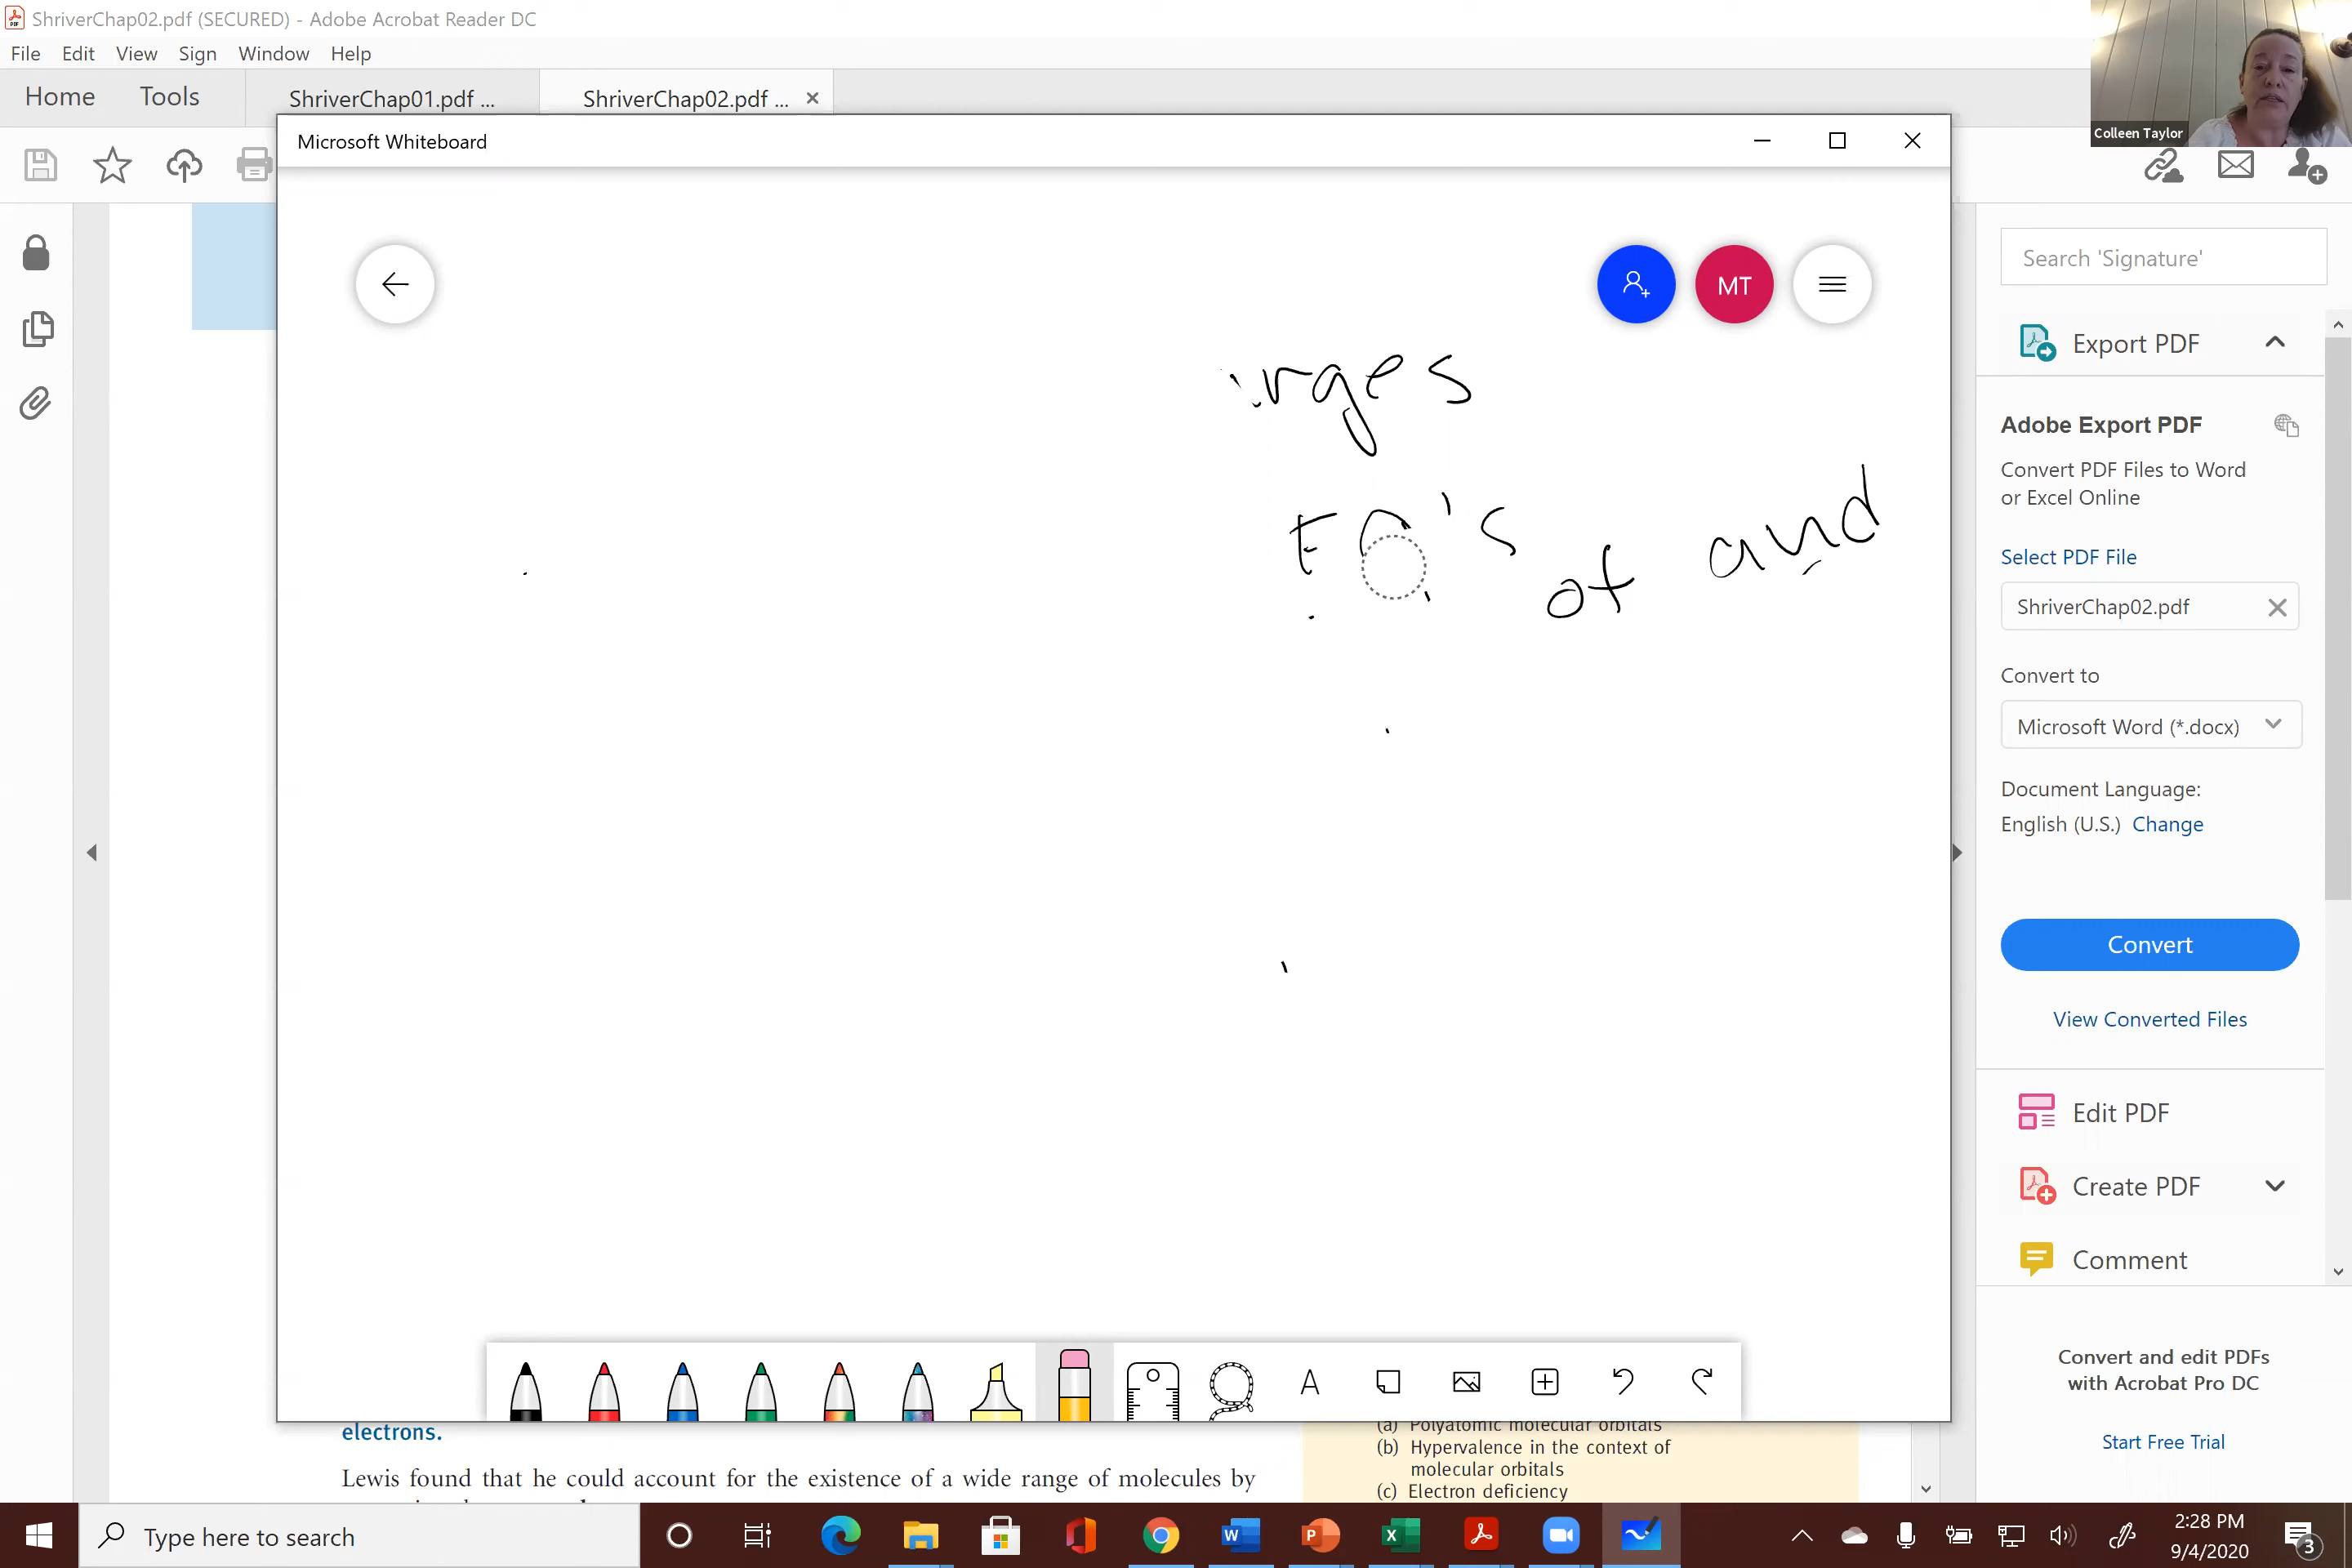 ShriverChap02.pdf (SECURED) - Adobe Acrobat Reader DC
File Edit View Sign Window Help
Home Tools ShriverChap01.pdf ... ShriverChap02.pdf ...
Colleen Taylor
Microsoft Whiteboard
MT
Search 'Signature'
Export PDF
Adobe Export PDF
Convert PDF Files to Word
or Excel Online
Select PDF File
ShriverChap02.pdf
Convert to
Microsoft Word (*.docx)
Document Language:
English (U.S.) Change
Convert
View Converted Files
Edit PDF
Create PDF
Comment
Convert and edit PDFs
with Acrobat Pro DC
Start Free Trial
rges
's of and
A
electrons.
Lewis found that he could account for the existence of a wide range of molecules by
(a) Polyatomic molecular orbitals
(b) Hypervalence in the context of
molecular orbitals
(c) Electron deficiency
Type here to search
2:28 PM
9/4/2020
3